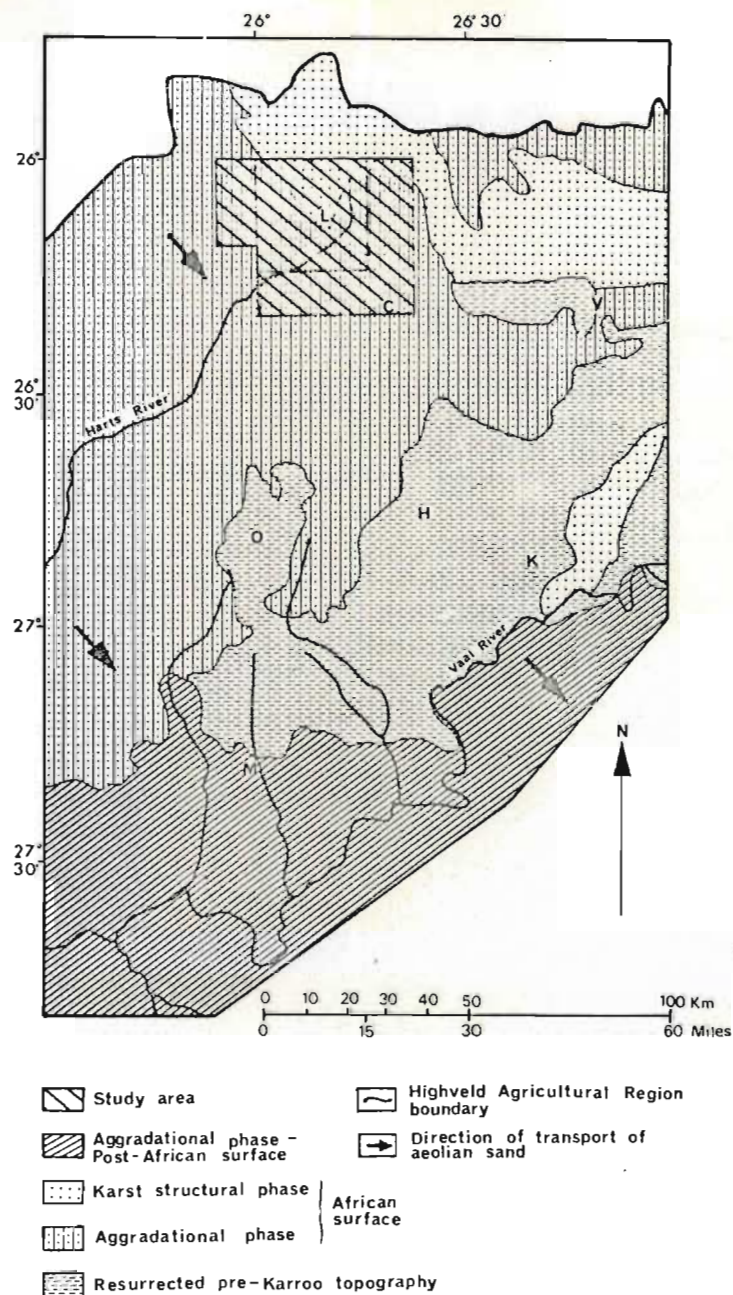 26°
26° 30'
26°
L
C
V
26°
30'
Harts River
H
O
K
27°
Vaal River
N
M
27°
30'
0 10 20 30 40 50 100 Km
0 15 30 60 Miles
Study area
Highveld Agricultural Region
boundary
Aggradational phase –
Post-African surface
Direction of transport of
aeolian sand
Karst structural phase
African
surface
Aggradational phase
Resurrected pre-Karroo topography